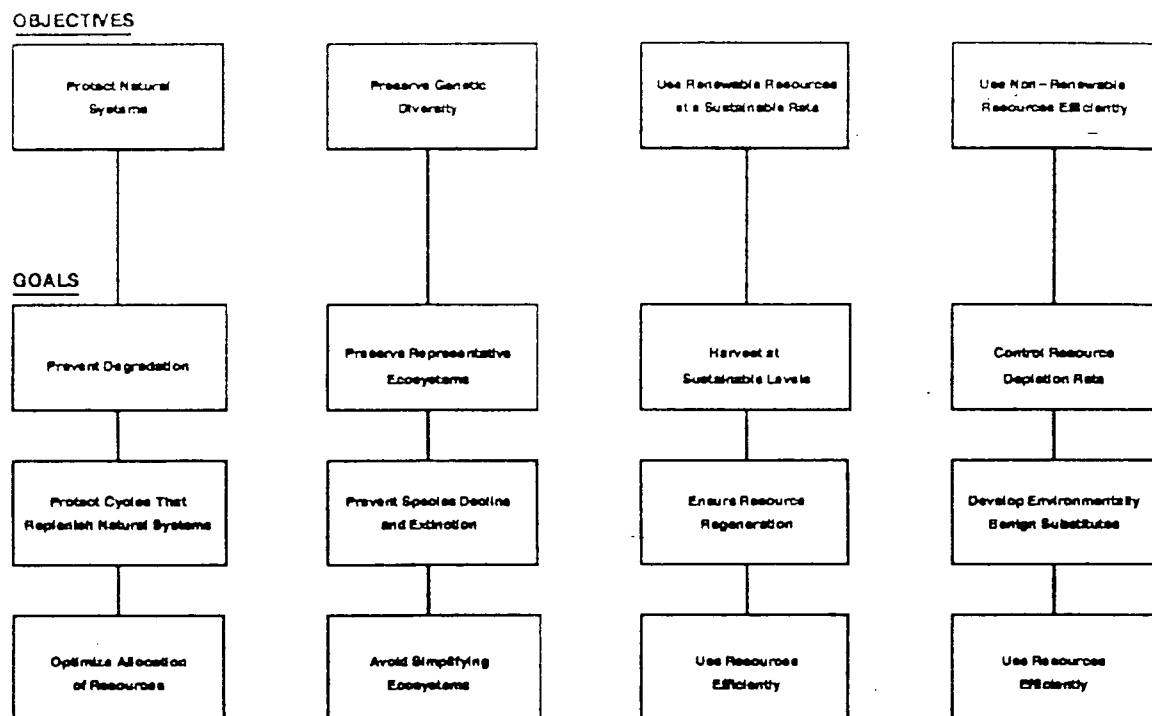 OBJECTIVES
Protect Natural
Systems
Preserve Genetic
Diversity
Use Renewable Resources
at a Sustainable Rate
Use Non-Renewable
Resources Efficiently
GOALS
Prevent Degradation
Preserve Representative
Ecosystems
Harvest at
Sustainable Levels
Control Resource
Depletion Rate
Protect Cycles That
Replenish Natural Systems
Prevent Species Decline
and Extinction
Ensure Resource
Regeneration
Develop Environmentally
Benign Substitutes
Optimize Allocation
of Resources
Avoid Simplifying
Ecosystems
Use Resources
Efficiently
Use Resources
Efficiently